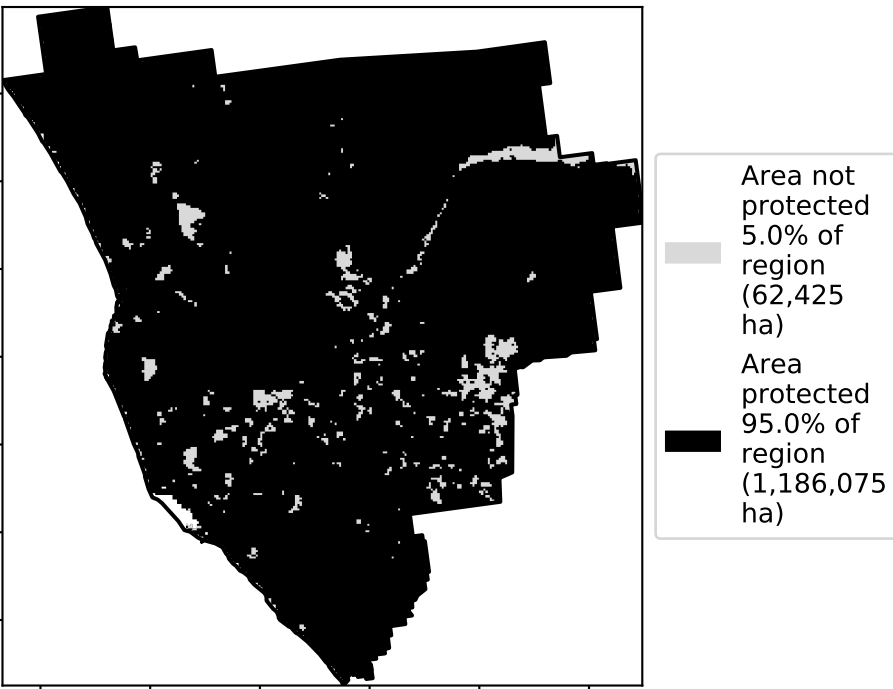 Area not
protected
5.0% of
region
(62,425
ha)
Area
protected
95.0% of
region
(1,186,075
ha)